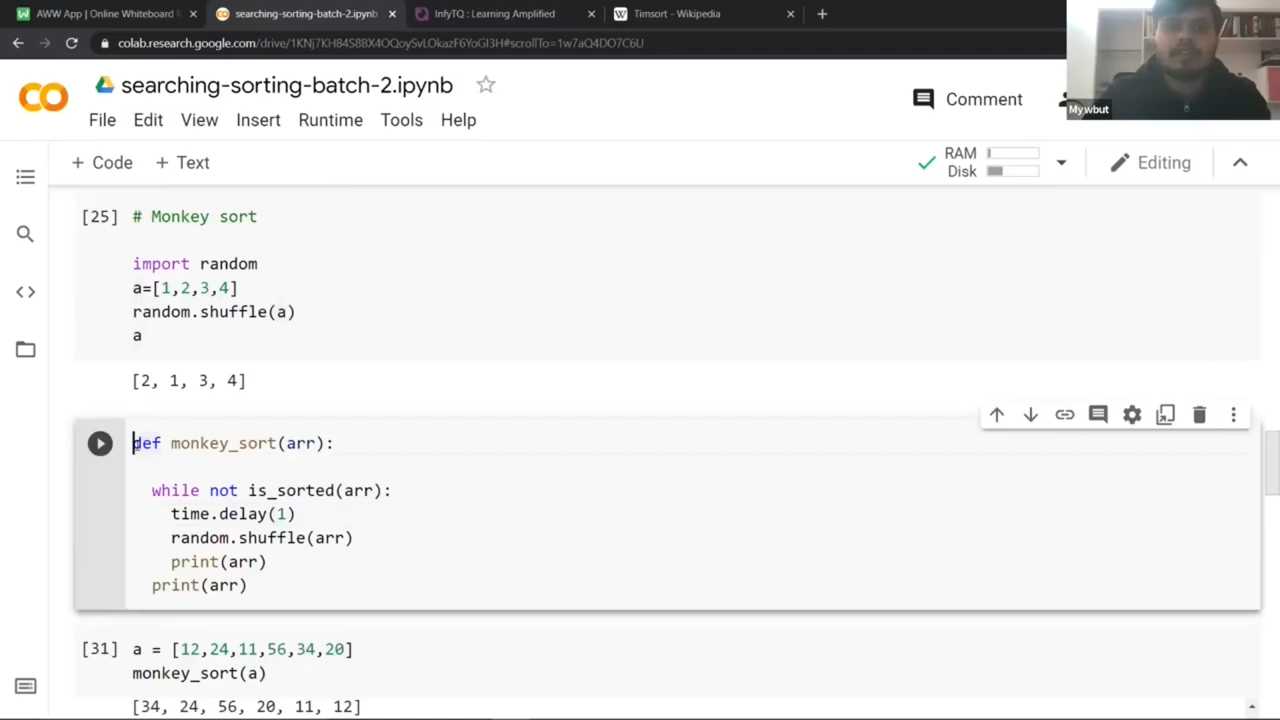 AWW App | Online Whiteboard
searching-sorting-batch-2.ipynb
InfyTQ : Learning Amplified
Timsort - Wikipedia
colab.research.google.com/drive/1KNj7KH84S8BX4OQoySvLOkazF6YoGI3H#scrollTo=1w7aQ4DO7C6U
searching-sorting-batch-2.ipynb
Comment
Mywbut
File Edit View Insert Runtime Tools Help
+ Code + Text
RAM
Disk
Editing
[25] # Monkey sort
import random
a=[1,2,3,4]
random.shuffle(a)
a
[2, 1, 3, 4]
def monkey_sort(arr):
while not is_sorted(arr):
time.delay(1)
random.shuffle(arr)
print(arr)
print(arr)
[31] a = [12,24,11,56,34,20]
monkey_sort(a)
[34, 24, 56, 20, 11, 12]